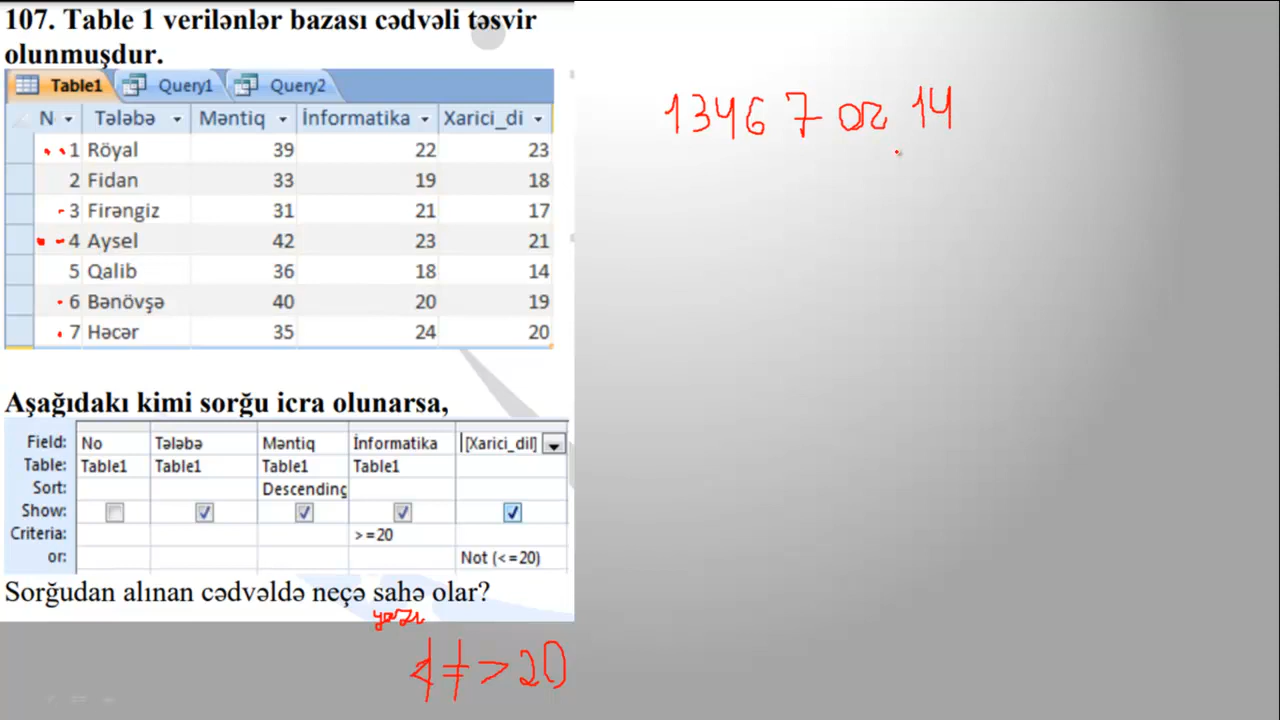 107. Table 1 verilənlər bazası cədvəli təsvir
olunmuşdur.
Table1 Query1 Query2
N Tələbə Məntiq İnformatika Xarici_di
1 Röyal 39 22 23
2 Fidan 33 19 18
3 Firəngiz 31 21 17
4 Aysel 42 23 21
5 Qalib 36 18 14
6 Bənövşə 40 20 19
7 Həcər 35 24 20
13467 or 14
Aşağıdakı kimi sorğu icra olunarsa,
Field: No Tələbə Məntiq İnformatika [Xarici_dil]
Table: Table1 Table1 Table1 Table1
Sort: Descending
Show:
Criteria: >=20
or: Not (<=20)
Sorğudan alınan cədvəldə neçə sahə olar?
yazı
< ≠ > 20